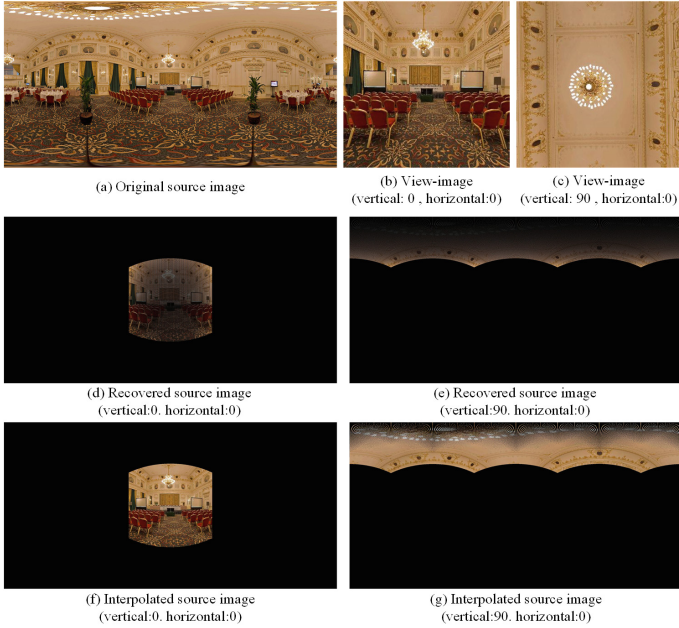 (a) Original source image
(b) View-image
(vertical: 0 , horizontal:0)
(c) View-image
(vertical: 90 , horizontal:0)
(d) Recovered source image
(vertical:0. horizontal:0)
(e) Recovered source image
(vertical:90. horizontal:0)
(f) Interpolated source image
(vertical:0. horizontal:0)
(g) Interpolated source image
(vertical:90. horizontal:0)